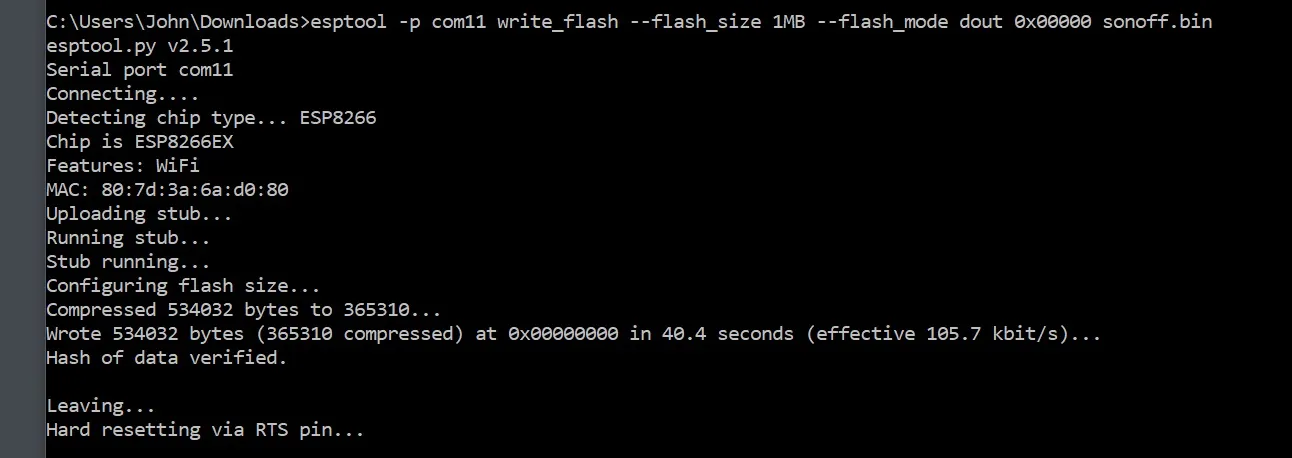 C:\Users\John\Downloads>esptool -p com11 write_flash --flash_size 1MB --flash_mode dout 0x00000 sonoff.bin
esptool.py v2.5.1
Serial port com11
Connecting....
Detecting chip type... ESP8266
Chip is ESP8266EX
Features: WiFi
MAC: 80:7d:3a:6a:d0:80
Uploading stub...
Running stub...
Stub running...
Configuring flash size...
Compressed 534032 bytes to 365310...
Wrote 534032 bytes (365310 compressed) at 0x00000000 in 40.4 seconds (effective 105.7 kbit/s)...
Hash of data verified.

Leaving...
Hard resetting via RTS pin...